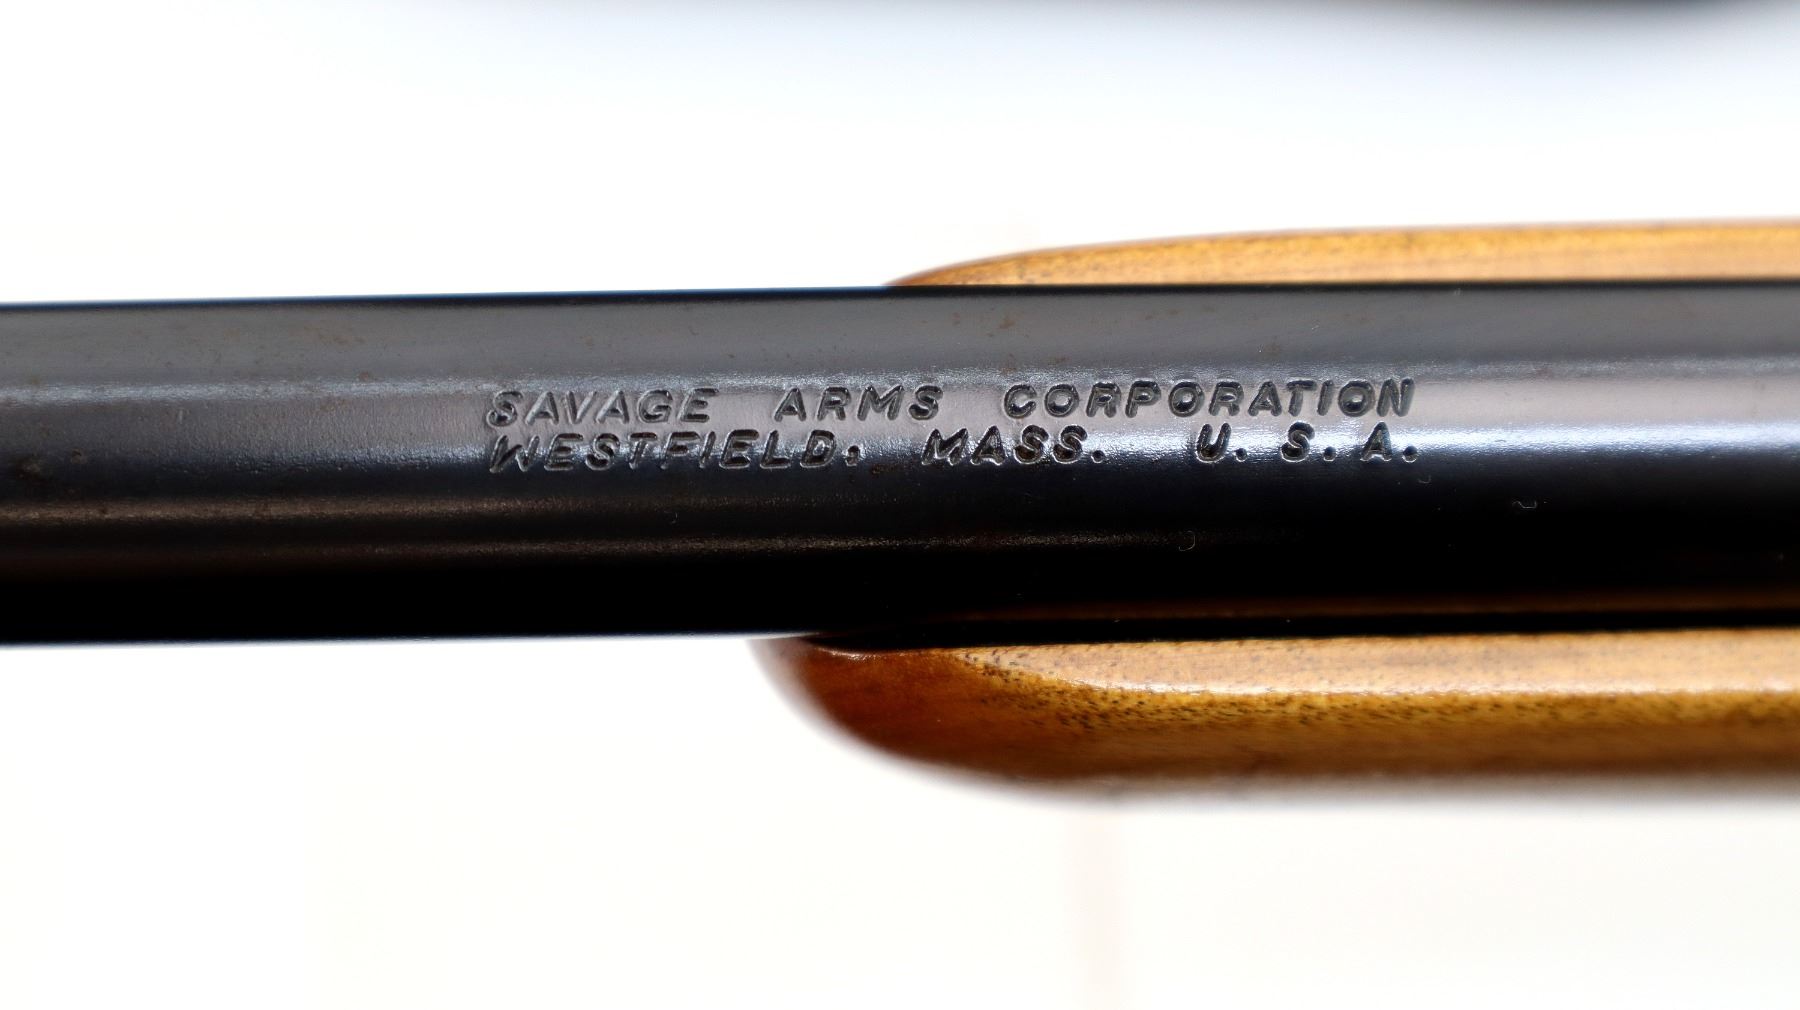 SAVAGE ARMS CORPORATION
WESTFIELD, MASS. U. S. A.